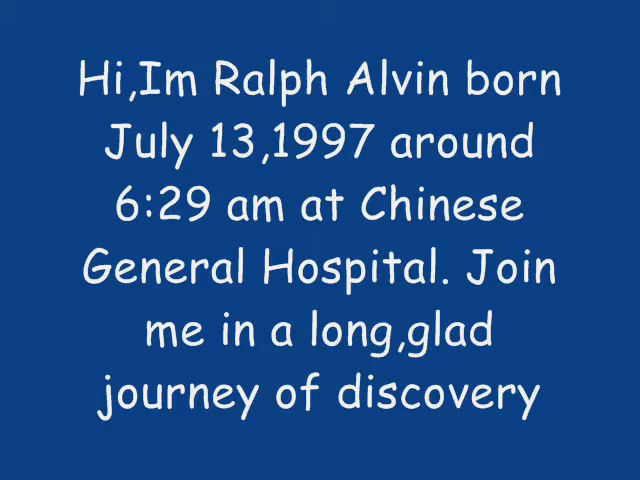 Hi,Im Ralph Alvin born
July 13,1997 around
6:29 am at Chinese
General Hospital. Join
me in a long,glad
journey of discovery